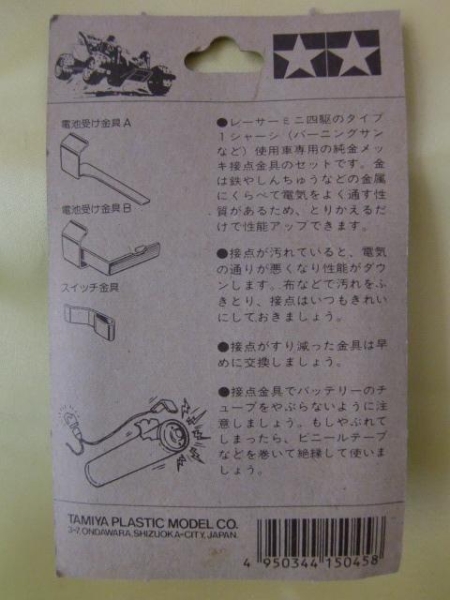 電池受け金具A
電池受け金具B
スイッチ金具
●レーサーミニ四駆のタイプ
1シャーシ（バーニングサン
など）使用車専用の純金メッ
キ接点金具のセットです。金
は鉄やしんちゅうなどの金属
にくらべて電気をよく通す性
質があるため、とりかえるだ
けで性能アップできます。
●接点が汚れていると、電気
の通りが悪くなり性能がダウ
ンします。布などで汚れをふ
きとり、接点はいつもきれい
にしておきましょう。
●接点がすり減った金具は早
めに交換しましょう。
●接点金具でバッテリーのチ
ューブをやぶらないように注
意しましょう。もしやぶれて
しまったら、ビニールテープ
などを巻いて絶縁して使いま
しょう。
TAMIYA PLASTIC MODEL CO.
3-7, ONDAWARA, SHIZUOKA-CITY, JAPAN.
4 950344 150458